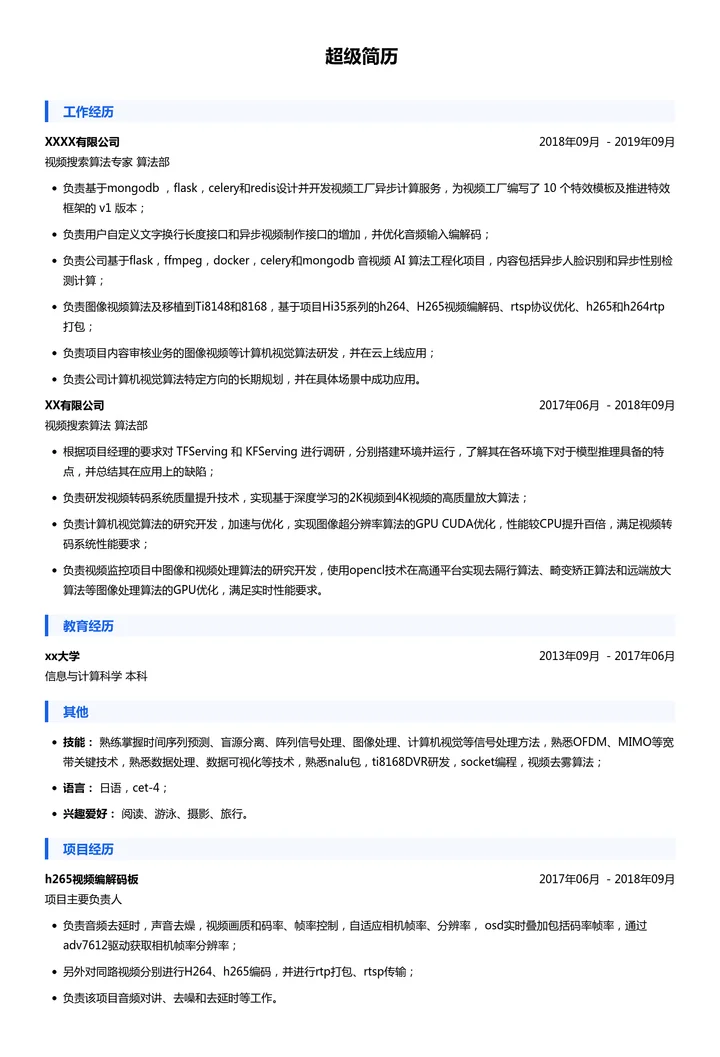 超级简历
工作经历
XXXX有限公司 2018年09月 - 2019年09月
视频搜索算法专家 算法部
负责基于mongodb ，flask，celery和redis设计并开发视频工厂异步计算服务，为视频工厂编写了 10 个特效模板及推进特效
框架的 v1 版本；
负责用户自定义文字换行长度接口和异步视频制作接口的增加，并优化音频输入编解码；
负责公司基于flask，ffmpeg，docker，celery和mongodb 音视频 AI 算法工程化项目，内容包括异步人脸识别和异步性别检
测计算；
负责图像视频算法及移植到Ti8148和8168，基于项目Hi35系列的h264、H265视频编解码、rtsp协议优化、h265和h264rtp
打包；
负责项目内容审核业务的图像视频等计算机视觉算法研发，并在云上线应用；
负责公司计算机视觉算法特定方向的长期规划，并在具体场景中成功应用。
XX有限公司 2017年06月 - 2018年09月
视频搜索算法 算法部
根据项目经理的要求对 TFServing 和 KFServing 进行调研，分别搭建环境并运行，了解其在各环境下对于模型推理具备的特
点，并总结其在应用上的缺陷；
负责研发视频转码系统质量提升技术，实现基于深度学习的2K视频到4K视频的高质量放大算法；
负责计算机视觉算法的研究开发，加速与优化，实现图像超分辨率算法的GPU CUDA优化，性能较CPU提升百倍，满足视频转
码系统性能要求；
负责视频监控项目中图像和视频处理算法的研究开发，使用opencl技术在高通平台实现去隔行算法、畸变矫正算法和远端放大
算法等图像处理算法的GPU优化，满足实时性能要求。
教育经历
xx大学 2013年09月 - 2017年06月
信息与计算科学 本科
其他
技能： 熟练掌握时间序列预测、盲源分离、阵列信号处理、图像处理、计算机视觉等信号处理方法，熟悉OFDM、MIMO等宽
带关键技术，熟悉数据处理、数据可视化等技术，熟悉nalu包，ti8168DVR研发，socket编程，视频去雾算法；
语言： 日语，cet-4；
兴趣爱好： 阅读、游泳、摄影、旅行。
项目经历
h265视频编解码板 2017年06月 - 2018年09月
项目主要负责人
负责音频去延时，声音去燥，视频画质和码率、帧率控制，自适应相机帧率、分辨率， osd实时叠加包括码率帧率，通过
adv7612驱动获取相机帧率分辨率；
另外对同路视频分别进行H264、h265编码，并进行rtp打包、rtsp传输；
负责该项目音频对讲、去噪和去延时等工作。